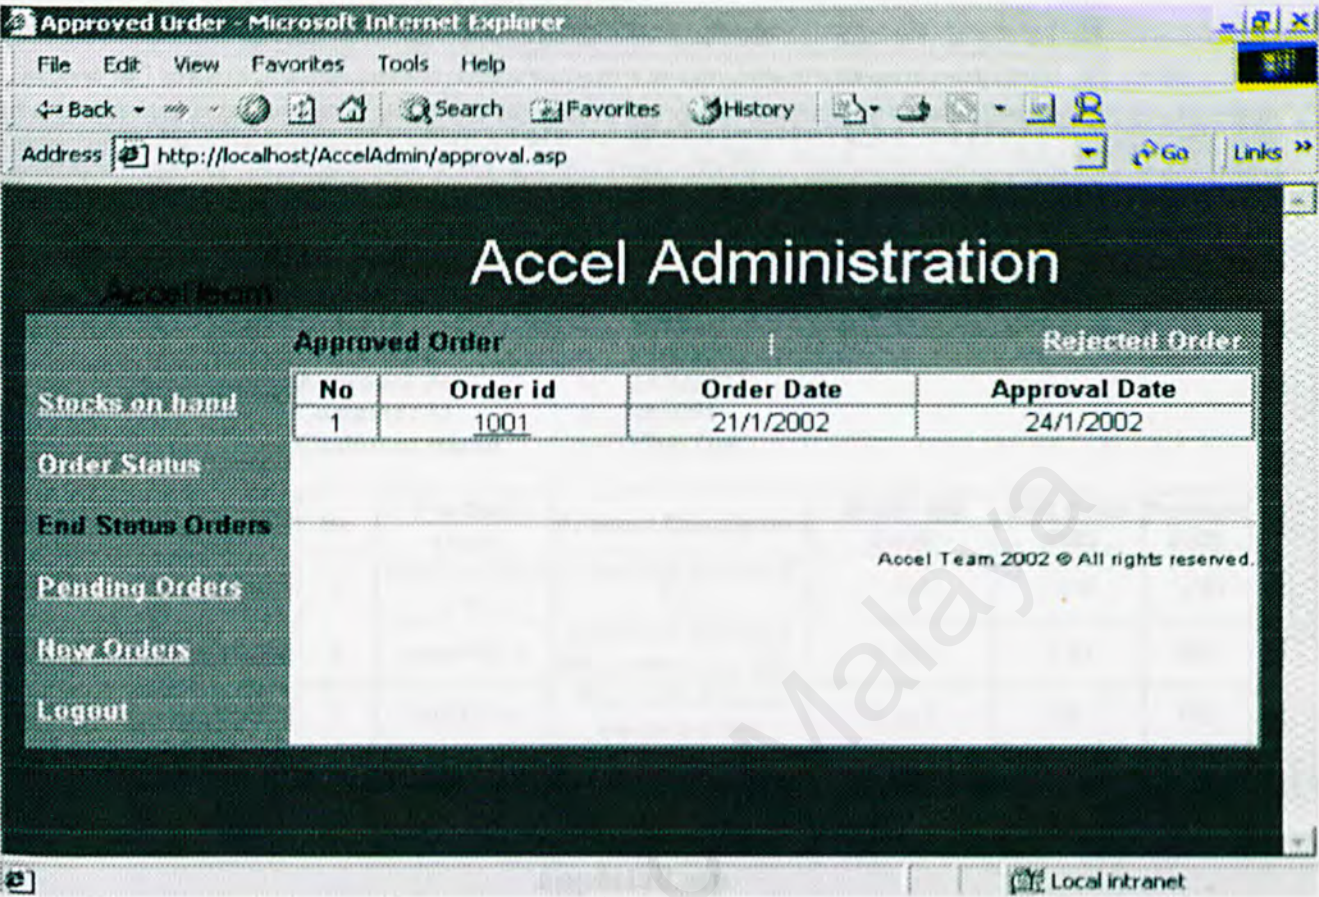 Approved Order - Microsoft Internet Explorer
File Edit View Favorites Tools Help
Back Search Favorites History
Address http://localhost/AccelAdmin/approval.asp Go Links »
Accel Administration
AccelTeam
Approved Order | Rejected Order
No Order id Order Date Approval Date
1 1001 21/1/2002 24/1/2002
Stocks on hand
Order Status
End Status Orders
Pending Orders
New Orders
Logout
Accel Team 2002 © All rights reserved.
Malaya
Local intranet